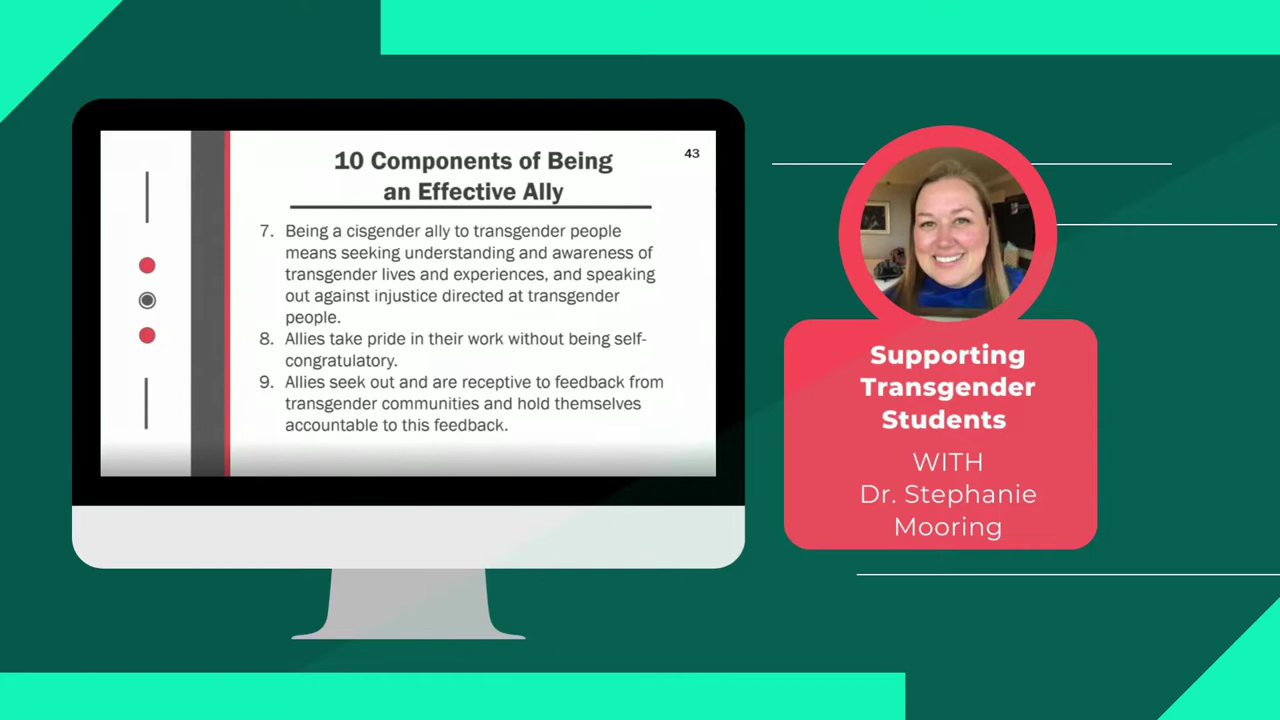 10 Components of Being
an Effective Ally
43
7. Being a cisgender ally to transgender people
means seeking understanding and awareness of
transgender lives and experiences, and speaking
out against injustice directed at transgender
people.
8. Allies take pride in their work without being self-
congratulatory.
9. Allies seek out and are receptive to feedback from
transgender communities and hold themselves
accountable to this feedback.
Supporting
Transgender
Students
WITH
Dr. Stephanie
Mooring